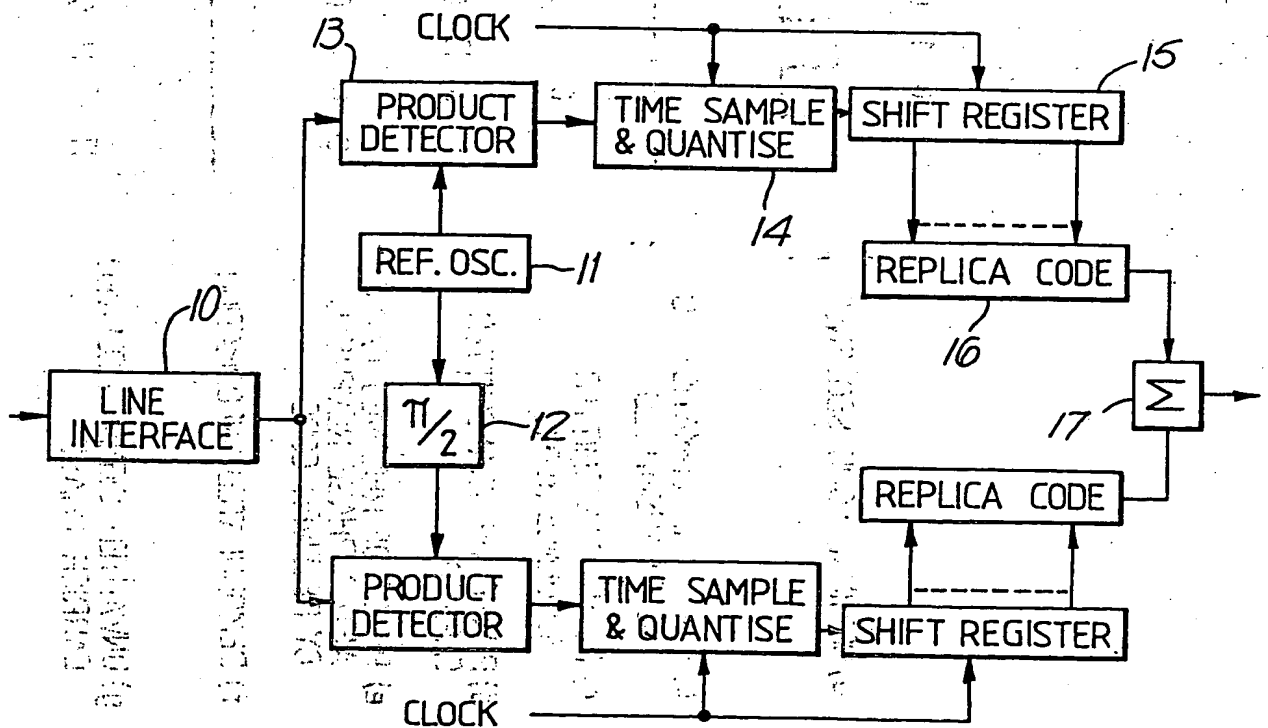 CLOCK
13
15
PRODUCT
DETECTOR
TIME SAMPLE
& QUANTISE
SHIFT REGISTER
14
REF. OSC.
11
REPLICA CODE
16
10
LINE
INTERFACE
π/2
12
Σ
17
REPLICA CODE
PRODUCT
DETECTOR
TIME SAMPLE
& QUANTISE
SHIFT REGISTER
CLOCK